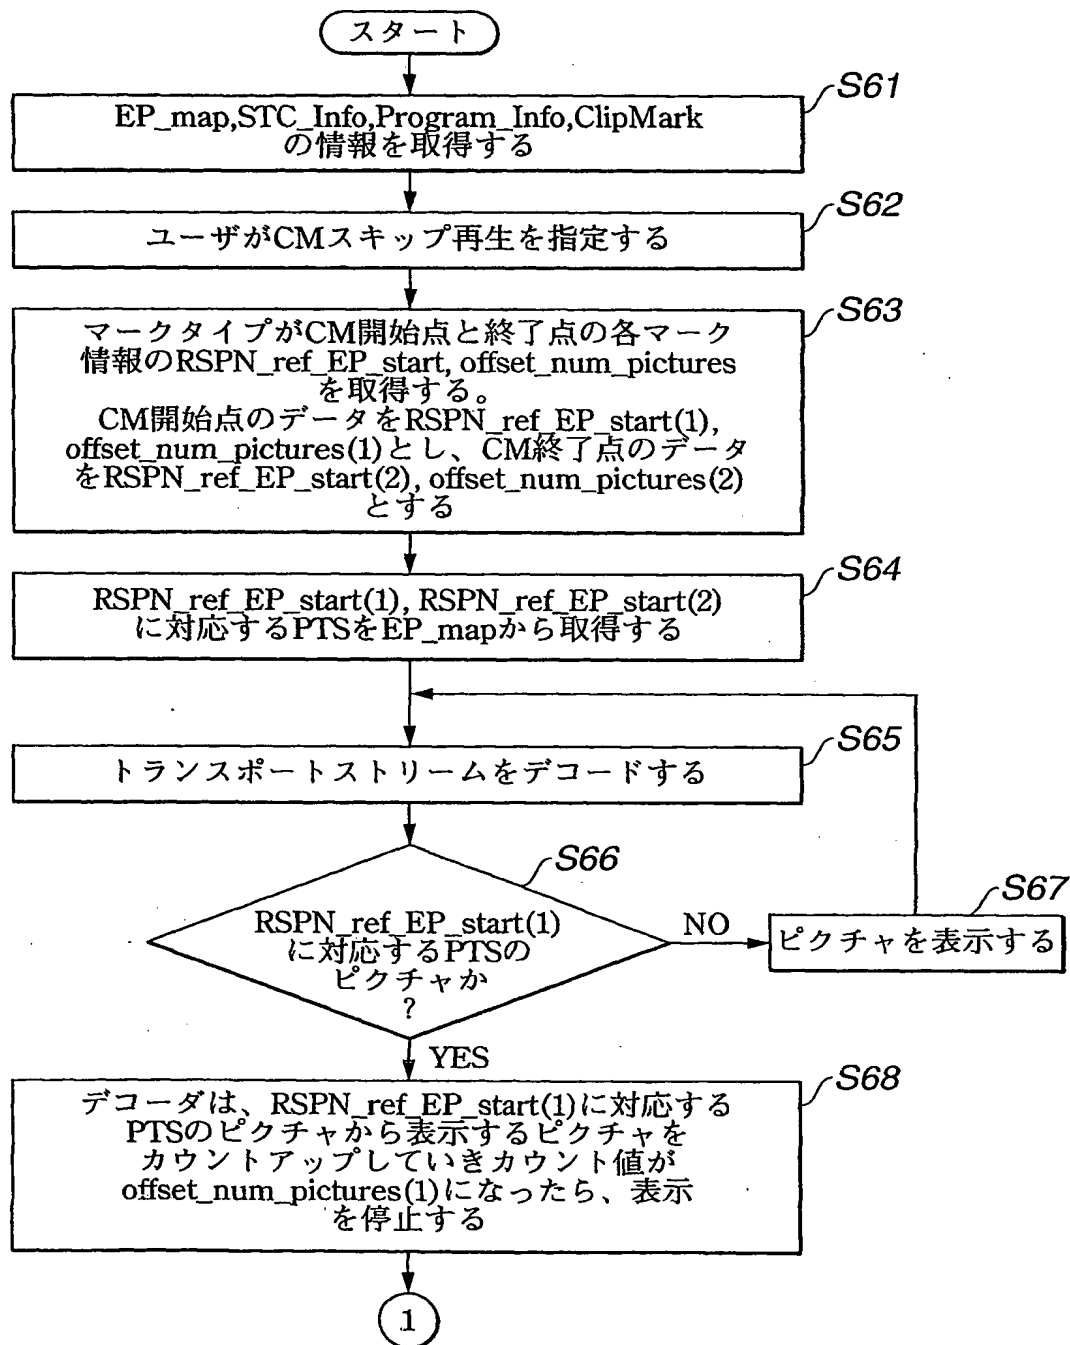 スタート
S61
EP_map,STC_Info,Program_Info,ClipMark
の情報を取得する
S62
ユーザがCMスキップ再生を指定する
S63
マークタイプがCM開始点と終了点の各マーク
情報のRSPN_ref_EP_start, offset_num_pictures
を取得する。
CM開始点のデータをRSPN_ref_EP_start(1),
offset_num_pictures(1)とし、CM終了点のデータ
をRSPN_ref_EP_start(2), offset_num_pictures(2)
とする
S64
RSPN_ref_EP_start(1), RSPN_ref_EP_start(2)
に対応するPTSをEP_mapから取得する
S65
トランスポートストリームをデコードする
S66
RSPN_ref_EP_start(1)
に対応するPTSの
ピクチャか
?
NO
S67
ピクチャを表示する
YES
S68
デコーダは、RSPN_ref_EP_start(1)に対応する
PTSのピクチャから表示するピクチャを
カウントアップしていきカウント値が
offset_num_pictures(1)になったら、表示
を停止する
1